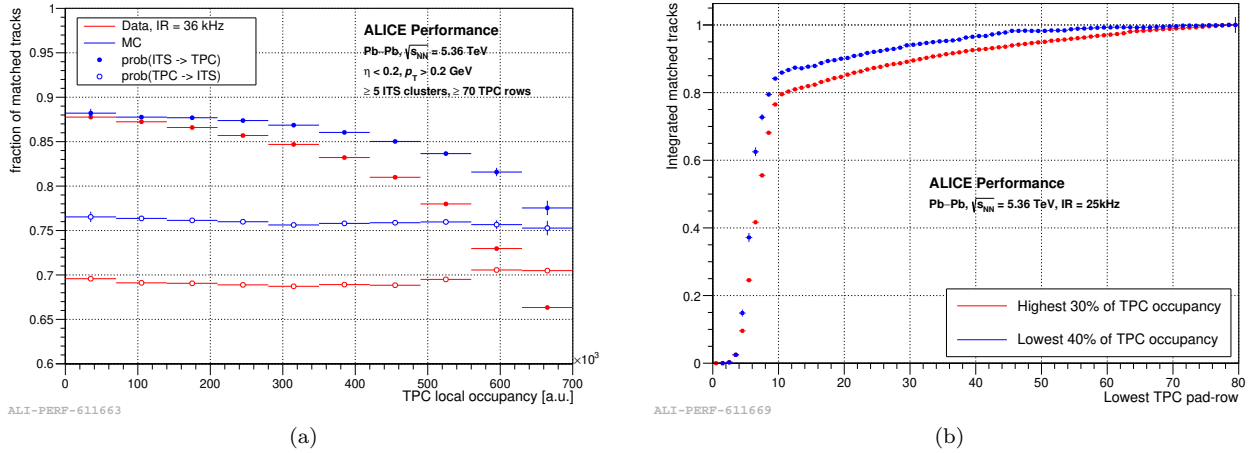 Data, IR = 36 kHz
MC
prob(ITS -> TPC)
prob(TPC -> ITS)
ALICE Performance
Pb–Pb, √sNN = 5.36 TeV
η < 0.2, pT > 0.2 GeV
≥ 5 ITS clusters, ≥ 70 TPC rows
fraction of matched tracks
1
0.95
0.9
0.85
0.8
0.75
0.7
0.65
0.6
0 100 200 300 400 500 600 700
×10³
TPC local occupancy [a.u.]
ALI-PERF-611663
(a)
Integrated matched tracks
1
0.8
0.6
0.4
0.2
0
ALICE Performance
Pb–Pb, √sNN = 5.36 TeV, IR = 25kHz
Highest 30% of TPC occupancy
Lowest 40% of TPC occupancy
0 10 20 30 40 50 60 70 80
Lowest TPC pad-row
ALI-PERF-611669
(b)